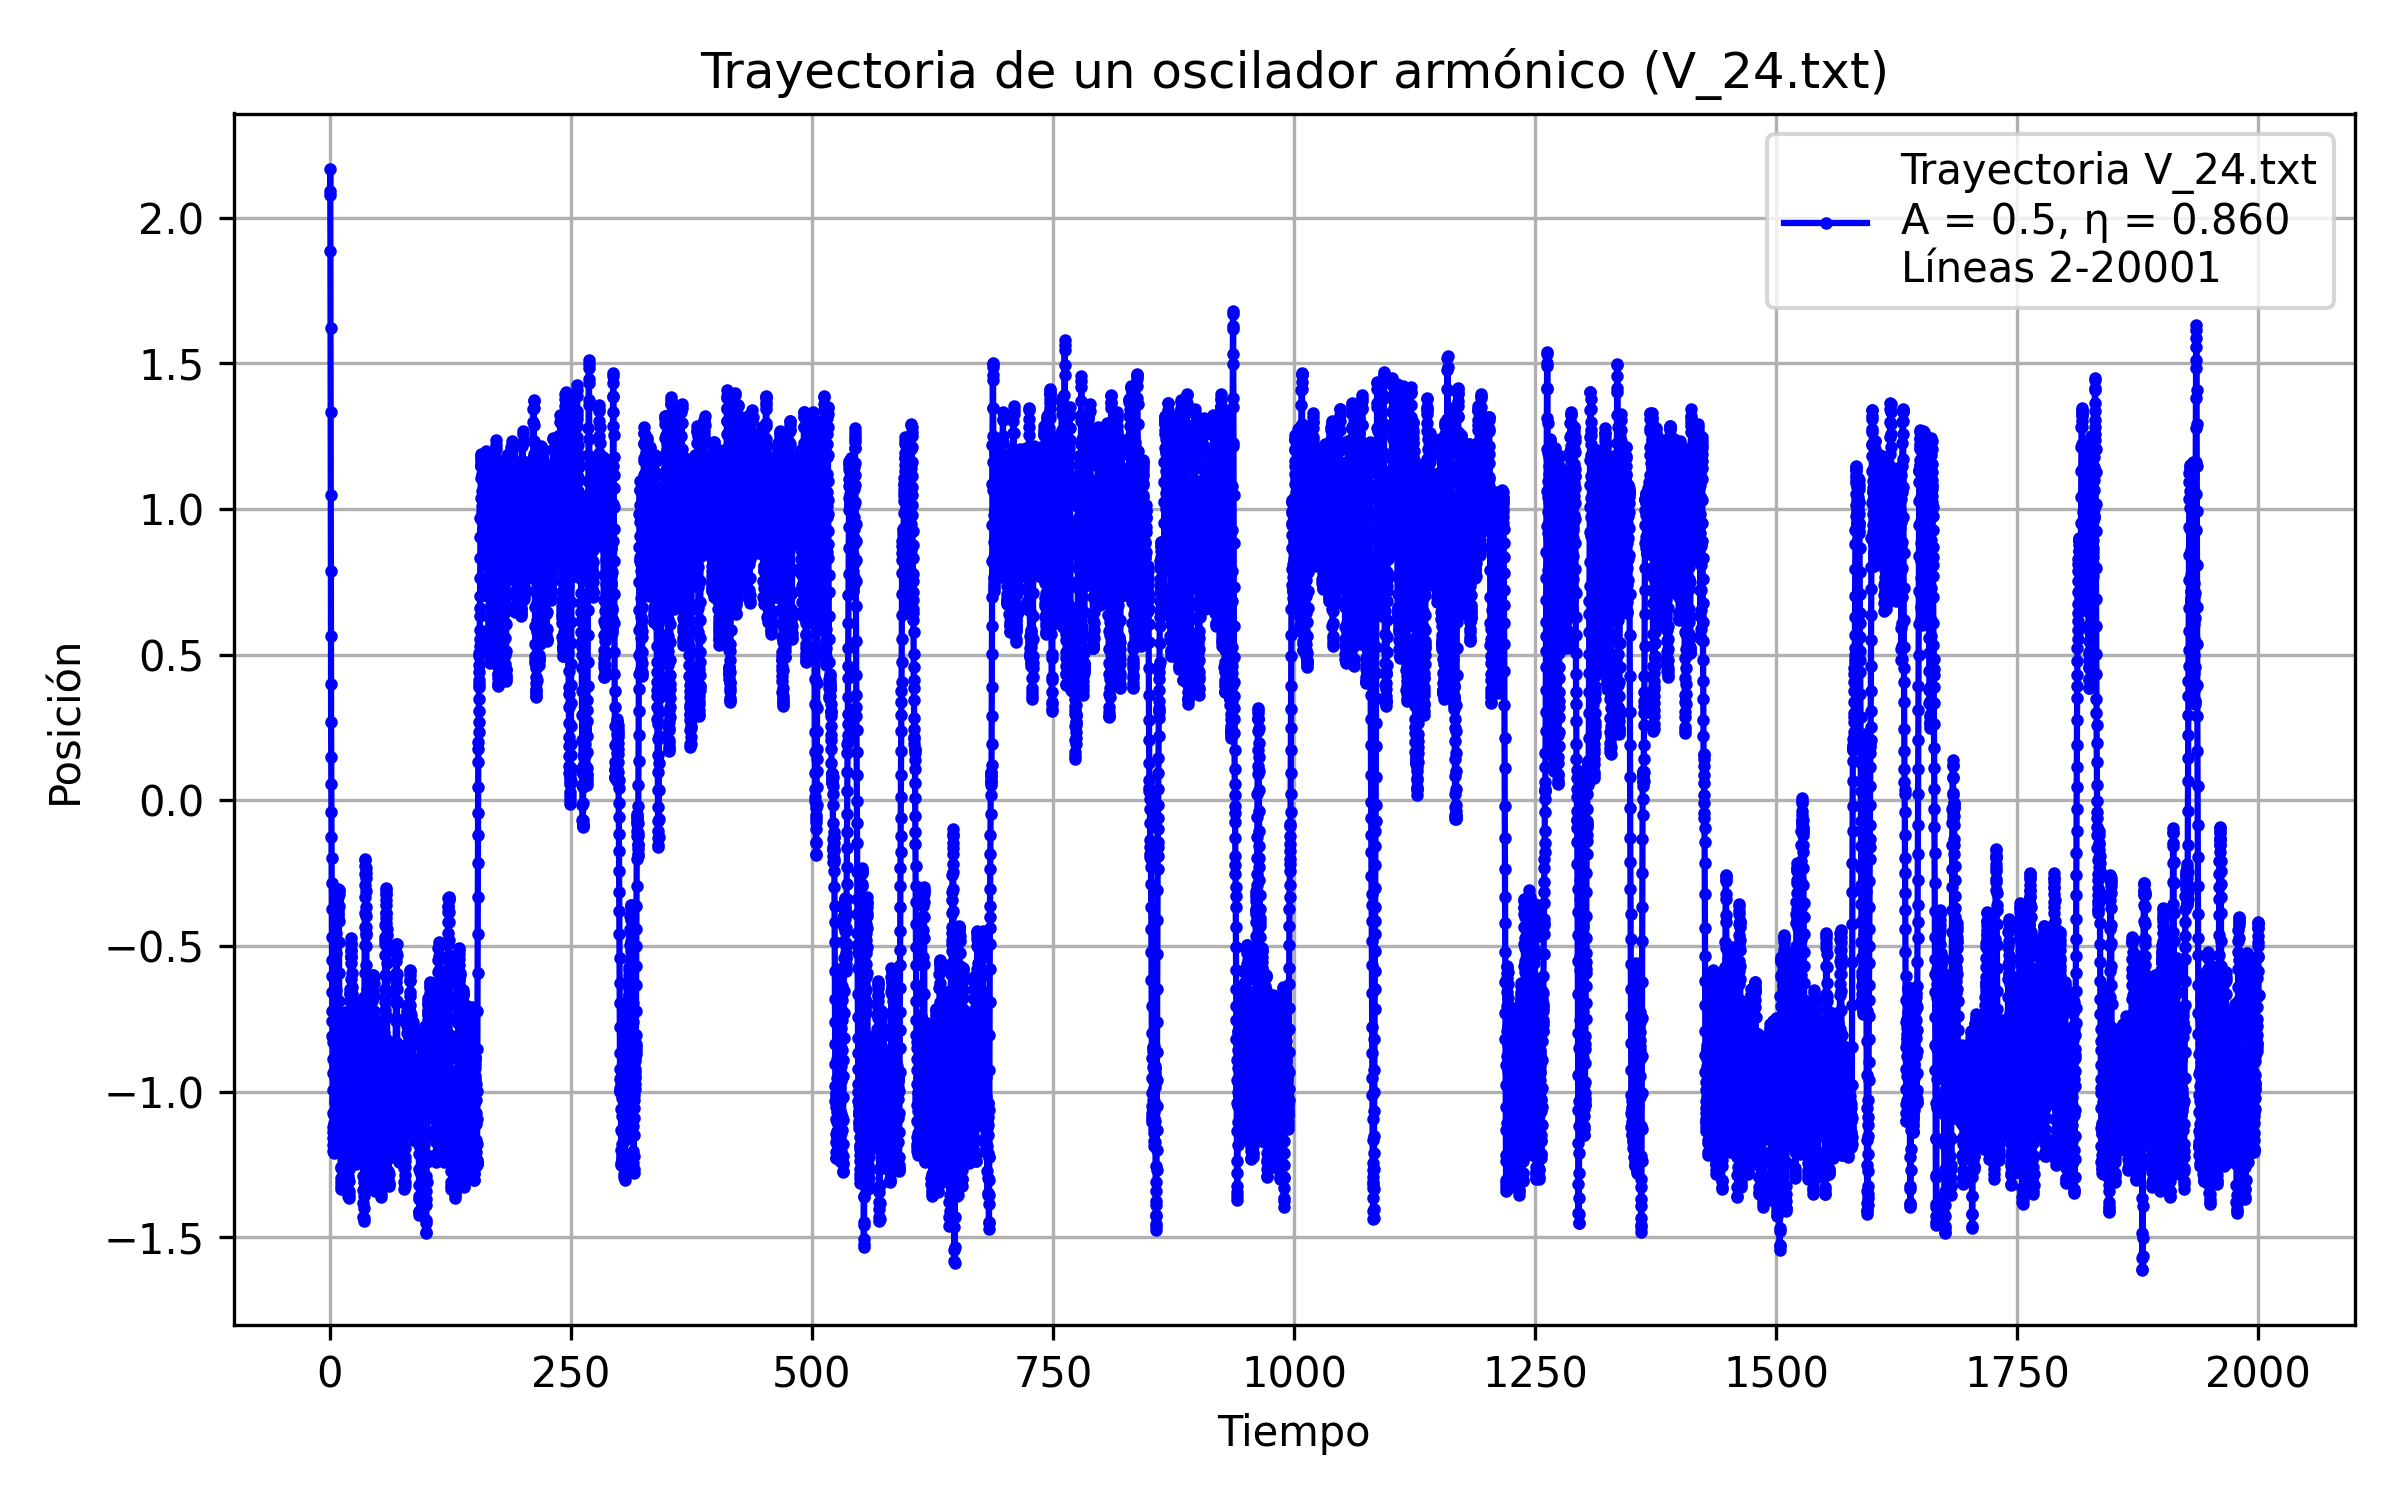 Trayectoria de un oscilador armónico (V_24.txt)
Trayectoria V_24.txt
A = 0.5, η = 0.860
Líneas 2-20001
2.0
1.5
1.0
0.5
0.0
−0.5
−1.0
−1.5
Posición
0 250 500 750 1000 1250 1500 1750 2000
Tiempo